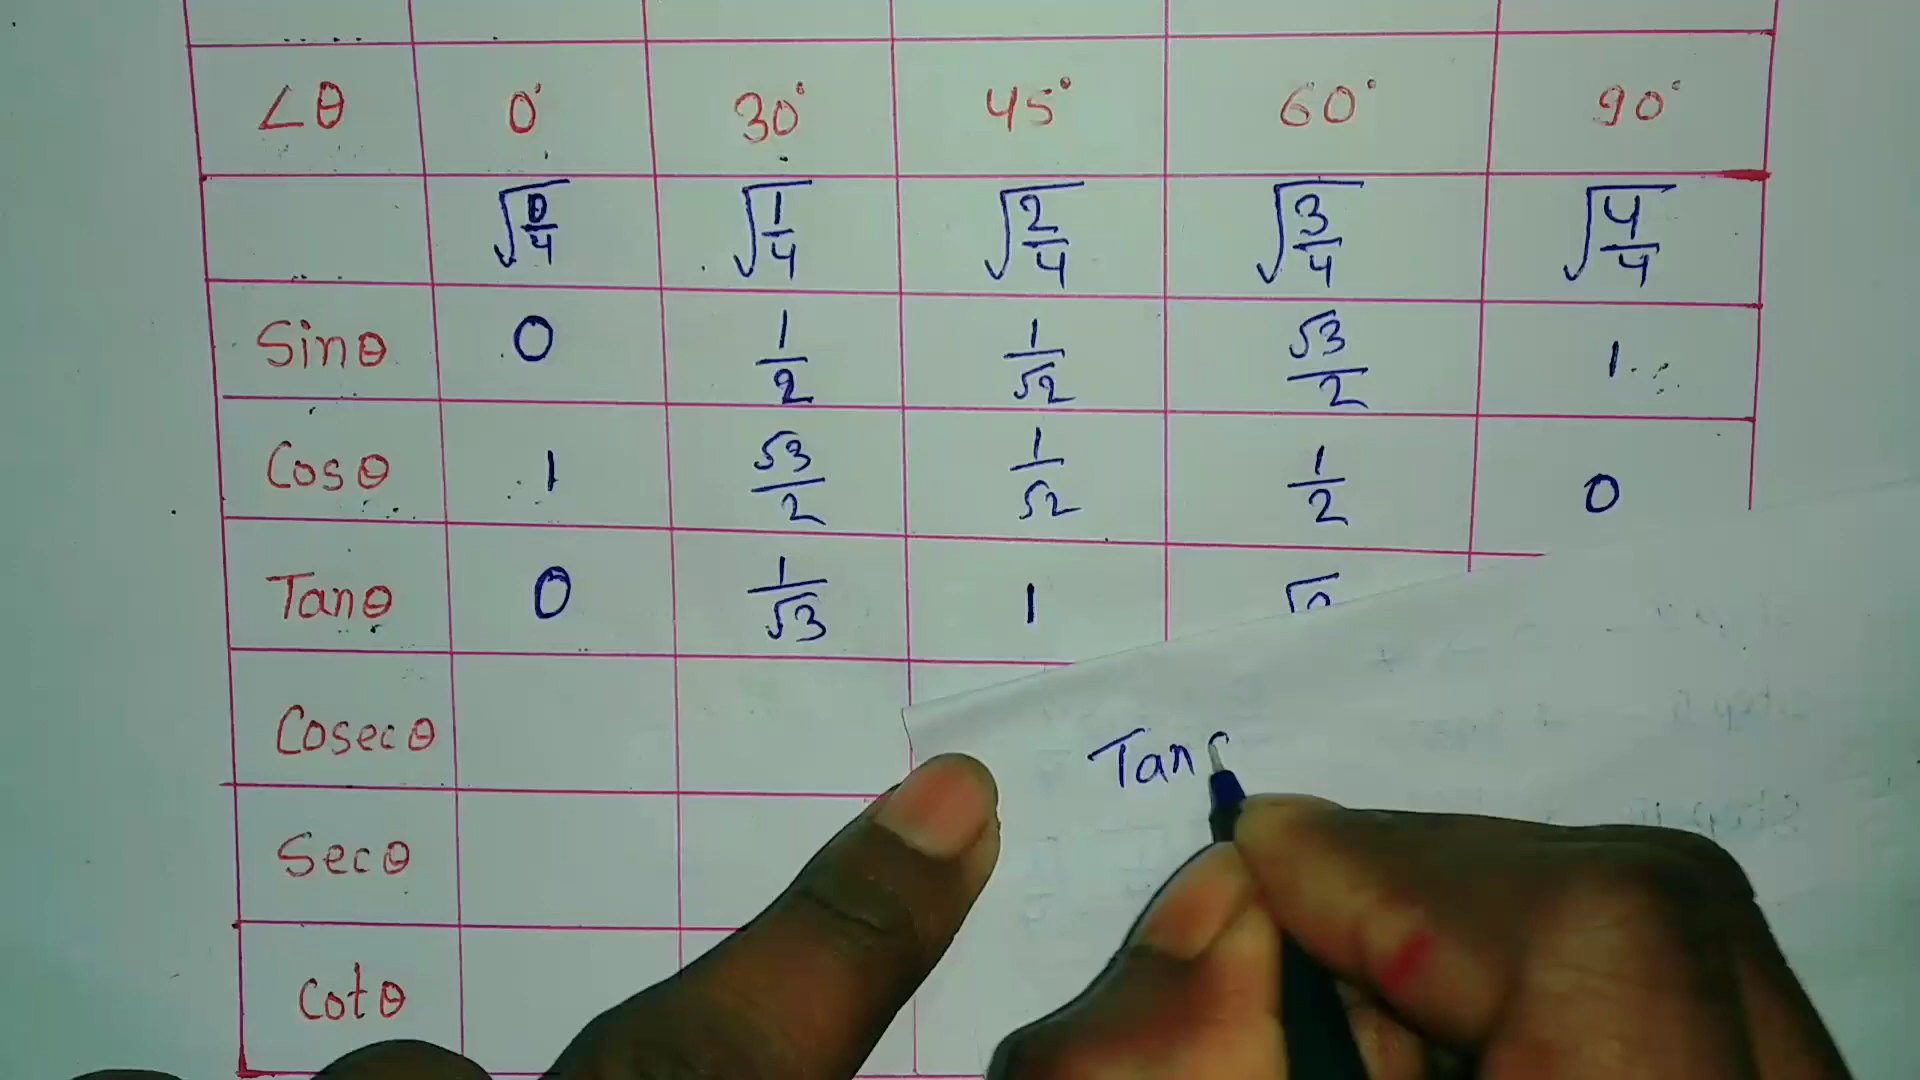 ∠θ 0° 30° 45° 60° 90°
√0/4 √1/4 √2/4 √3/4 √4/4
Sinθ 0 1/2 1/√2 √3/2 1
Cosθ 1 √3/2 1/√2 1/2 0
Tanθ 0 1/√3 1
Cosecθ
Tan
Secθ
Cotθ